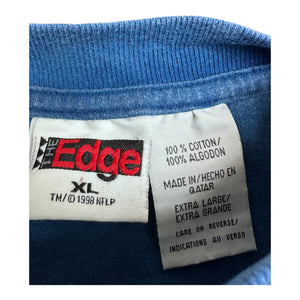 THE Edge
XL
TM/© 1998 NFLP
100 % COTTON/
100% ALGODON
MADE IN/HECHO EN
QATAR
EXTRA LARGE/
EXTRA GRANDE
CARE ON REVERSE/
INDICATIONS AU VERSO